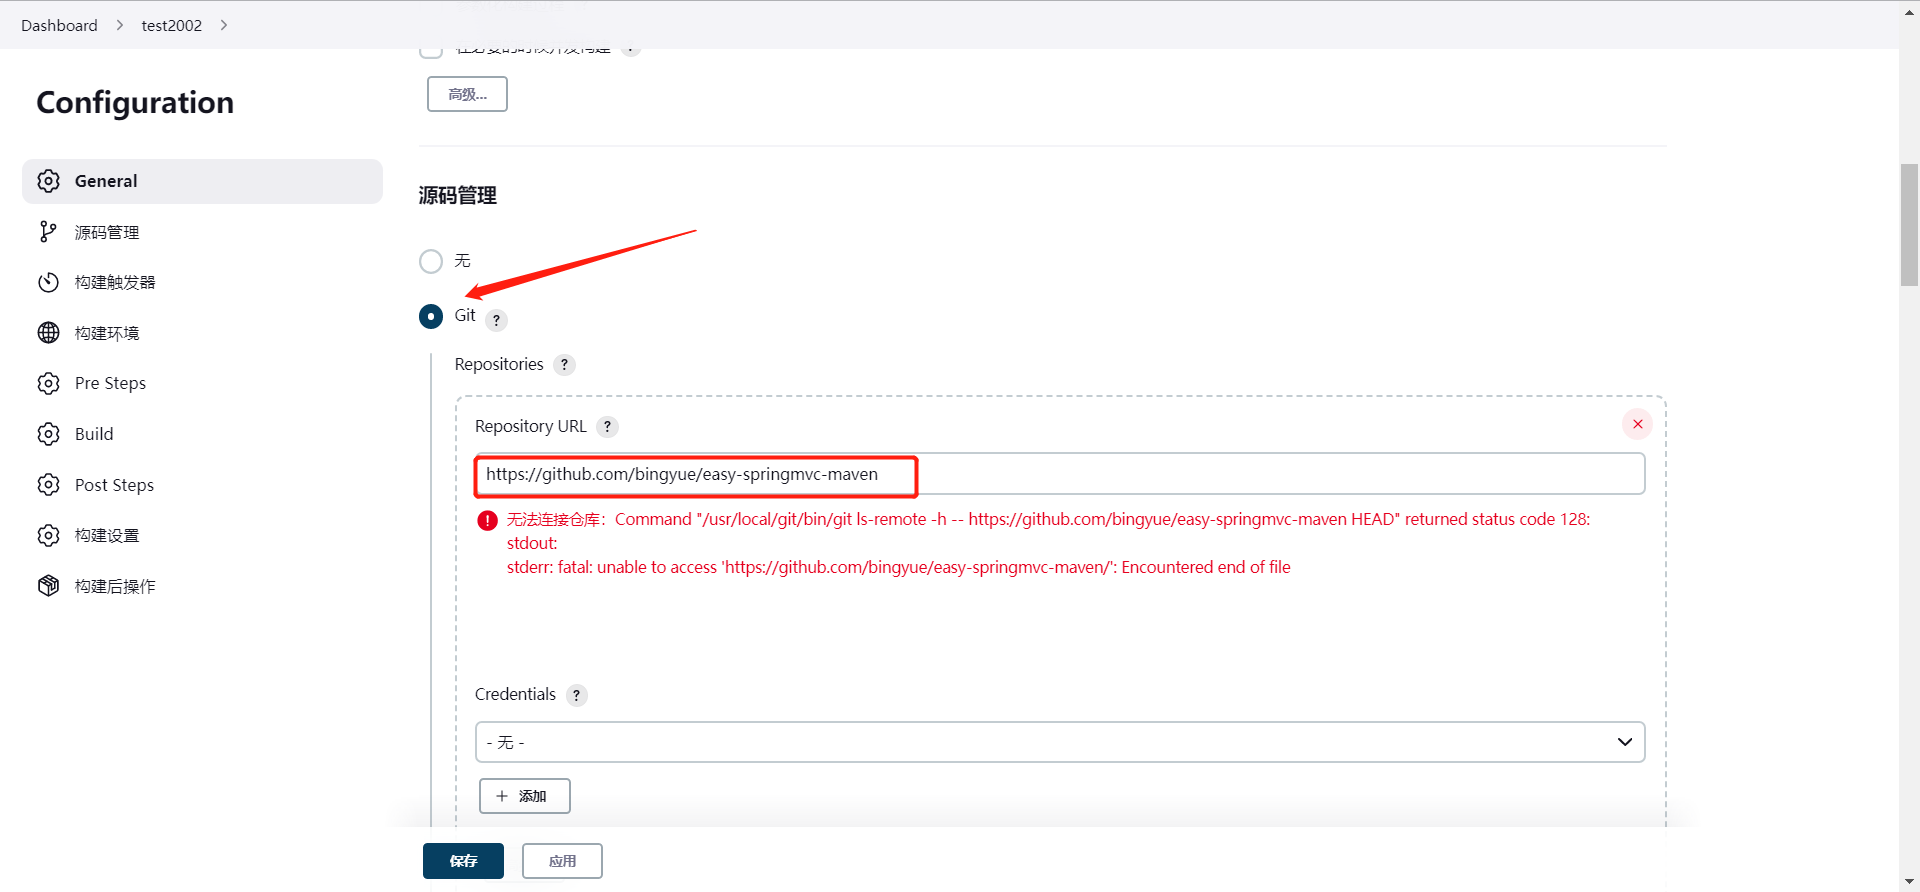 Dashboard
test2002
Configuration
General
源码管理
构建触发器
构建环境
Pre Steps
Build
Post Steps
构建设置
构建后操作
高级...
源码管理
无
Git ?
Repositories ?
Repository URL ?
https://github.com/bingyue/easy-springmvc-maven
无法连接仓库：Command "/usr/local/git/bin/git ls-remote -h -- https://github.com/bingyue/easy-springmvc-maven HEAD" returned status code 128:
stdout:
stderr: fatal: unable to access 'https://github.com/bingyue/easy-springmvc-maven/': Encountered end of file
Credentials ?
- 无 -
添加
保存
应用